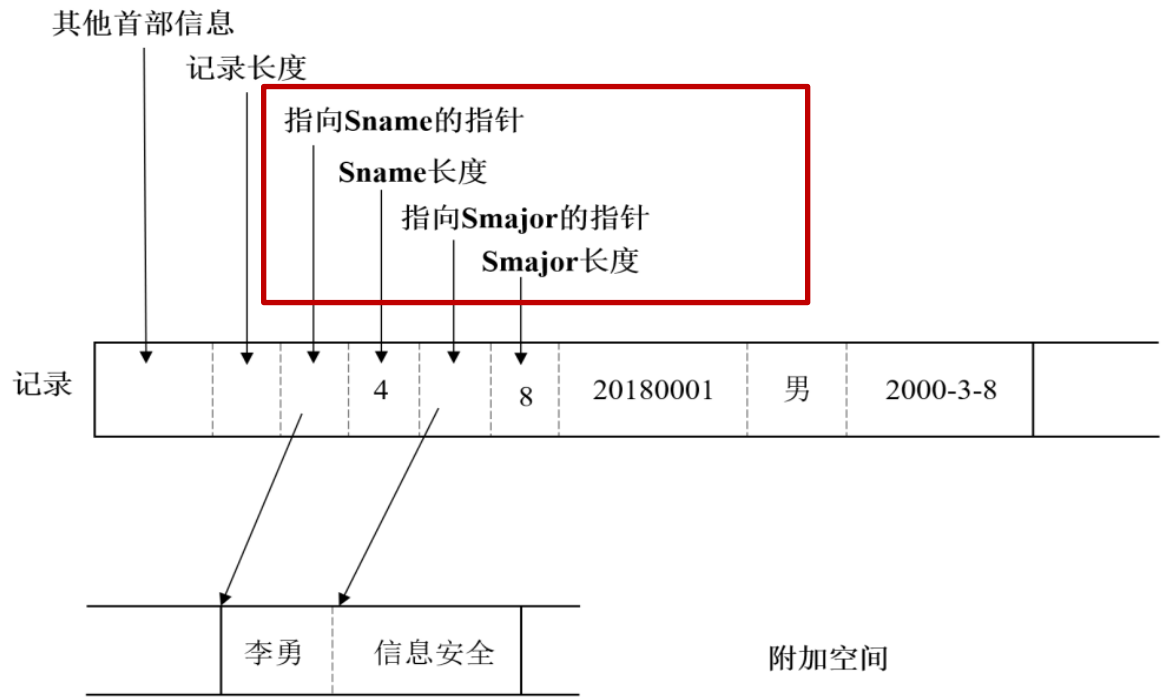 其他首部信息
记录长度
指向Sname的指针
Sname长度
指向Smajor的指针
Smajor长度
记录 4 8 20180001 男 2000-3-8
李勇 信息安全 附加空间